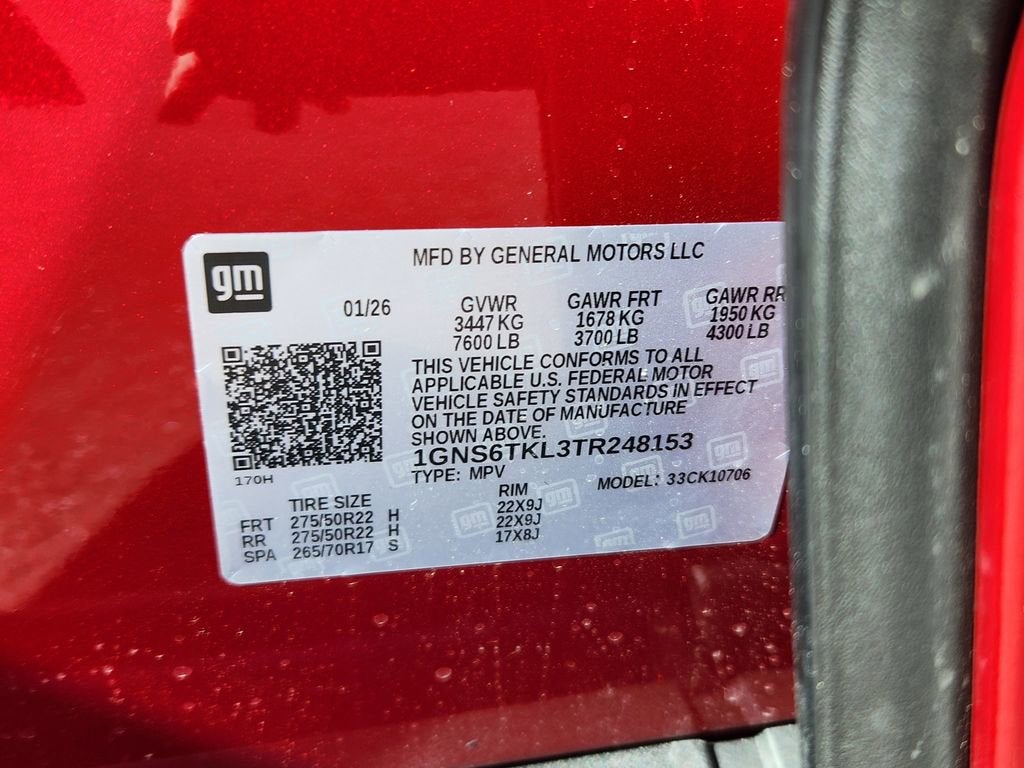 gm
MFD BY GENERAL MOTORS LLC
01/26
GVWR GAWR FRT GAWR RR
3447 KG 1678 KG 1950 KG
7600 LB 3700 LB 4300 LB
THIS VEHICLE CONFORMS TO ALL
APPLICABLE U.S. FEDERAL MOTOR
VEHICLE SAFETY STANDARDS IN EFFECT
ON THE DATE OF MANUFACTURE
SHOWN ABOVE.
1GNS6TKL3TR248153
TYPE: MPV MODEL: 33CK10706
170H
TIRE SIZE RIM
FRT 275/50R22 H 22X9J
RR 275/50R22 H 22X9J
SPA 265/70R17 S 17X8J